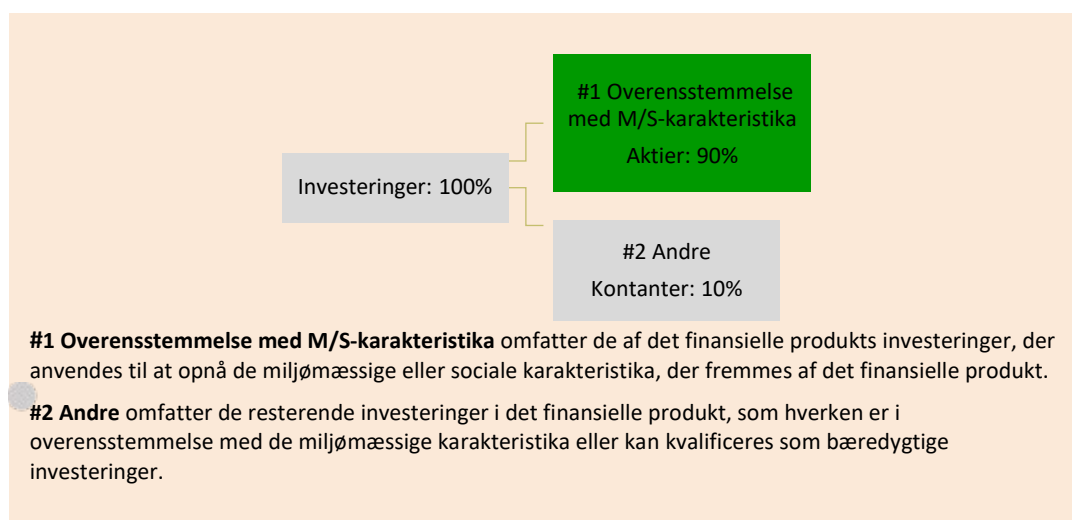 #1 Overensstemmelse
med M/S-karakteristika
Aktier: 90%
Investeringer: 100%
#2 Andre
Kontanter: 10%
#1 Overensstemmelse med M/S-karakteristika omfatter de af det finansielle produkts investeringer, der
anvendes til at opnå de miljømæssige eller sociale karakteristika, der fremmes af det finansielle produkt.
#2 Andre omfatter de resterende investeringer i det finansielle produkt, som hverken er i
overensstemmelse med de miljømæssige karakteristika eller kan kvalificeres som bæredygtige
investeringer.